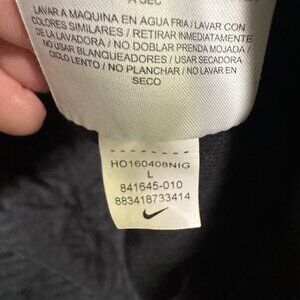 A SEC
LAVAR A MAQUINA EN AGUA FRIA / LAVAR CON
COLORES SIMILARES / RETIRAR INMEDIATAMENTE
DE LA LAVADORA / NO DOBLAR PRENDA MOJADA /
NO USAR BLANQUEADORES / USAR SECADORA
CICLO LENTO / NO PLANCHAR / NO LAVAR EN
SECO
HO160408NIG
L
841645-010
883418733414